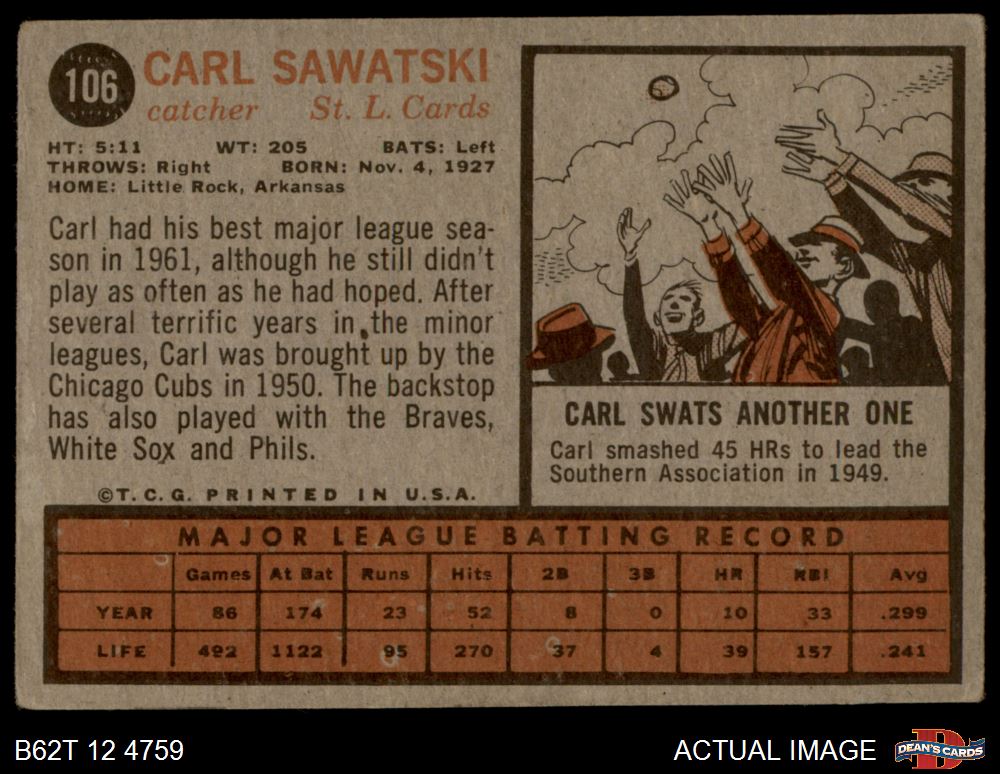 106
CARL SAWATSKI
catcher St. L. Cards
HT: 5:11 WT: 205 BATS: Left
THROWS: Right BORN: Nov. 4, 1927
HOME: Little Rock, Arkansas
Carl had his best major league sea-
son in 1961, although he still didn't
play as often as he had hoped. After
several terrific years in the minor
leagues, Carl was brought up by the
Chicago Cubs in 1950. The backstop
has also played with the Braves,
White Sox and Phils.
©T. C. G. PRINTED IN U.S.A.
CARL SWATS ANOTHER ONE
Carl smashed 45 HRs to lead the
Southern Association in 1949.
MAJOR LEAGUE BATTING RECORD
Games At Bat Runs Hits 2B 3B HR RBI Avg
YEAR 86 174 23 52 8 0 10 33 .299
LIFE 492 1122 95 270 37 4 39 157 .241
B62T 12 4759 ACTUAL IMAGE D DEAN'S CARDS